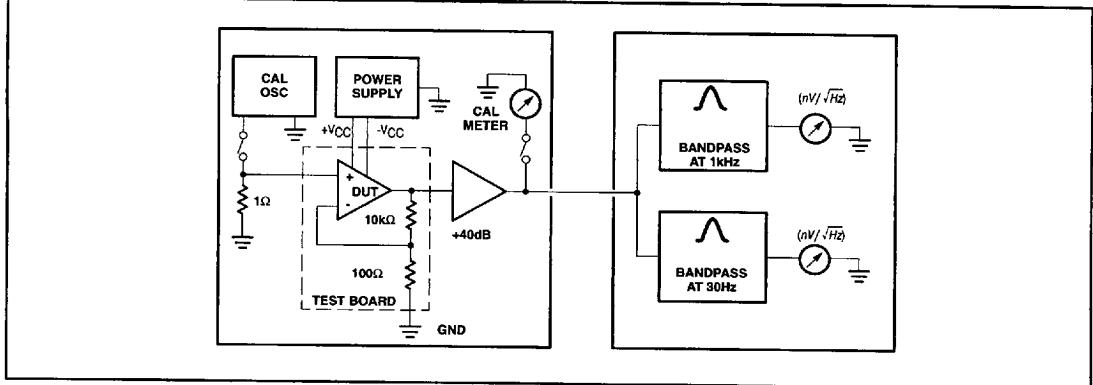 CAL
OSC
POWER
SUPPLY
CAL
METER
+VCC
-VCC
1Ω
+
DUT
-
10kΩ
100Ω
TEST BOARD
GND
+40dB
BANDPASS
AT 1kHz
(nV/√Hz)
BANDPASS
AT 30Hz
(nV/√Hz)